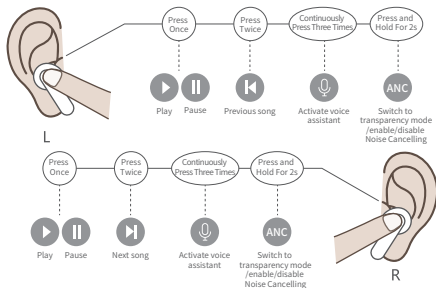 Press
Once
Press
Twice
Continuously
Press Three Times
Press and
Hold For 2s
ANC
Play
Pause
Previous song
Activate voice
assistant
Switch to
transparency mode
/enable/disable
Noise Cancelling
L
Press
Once
Press
Twice
Continuously
Press Three Times
Press and
Hold For 2s
ANC
Play
Pause
Next song
Activate voice
assistant
Switch to
transparency mode
/enable/disable
Noise Cancelling
R